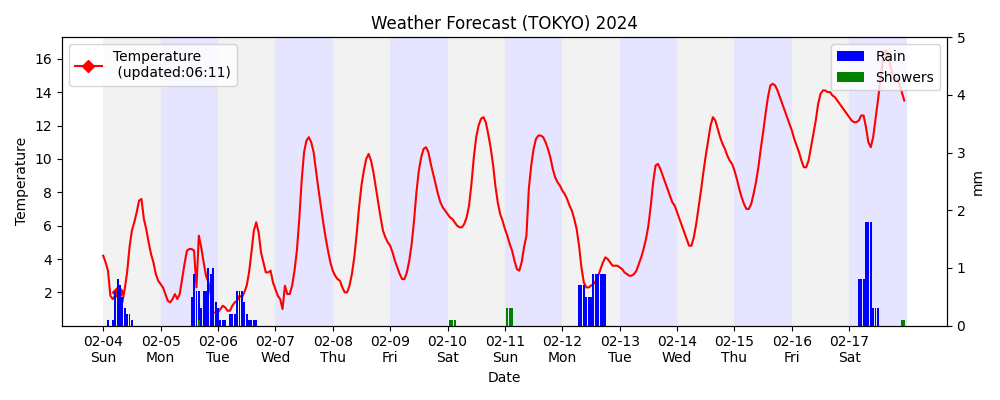 Weather Forecast (TOKYO) 2024
Temperature
(updated:06:11)
Rain
Showers
Temperature
16
14
12
10
8
6
4
2
5
4
3
2
1
0
mm
02-04 02-05 02-06 02-07 02-08 02-09 02-10 02-11 02-12 02-13 02-14 02-15 02-16 02-17
Sun Mon Tue Wed Thu Fri Sat Sun Mon Tue Wed Thu Fri Sat
Date